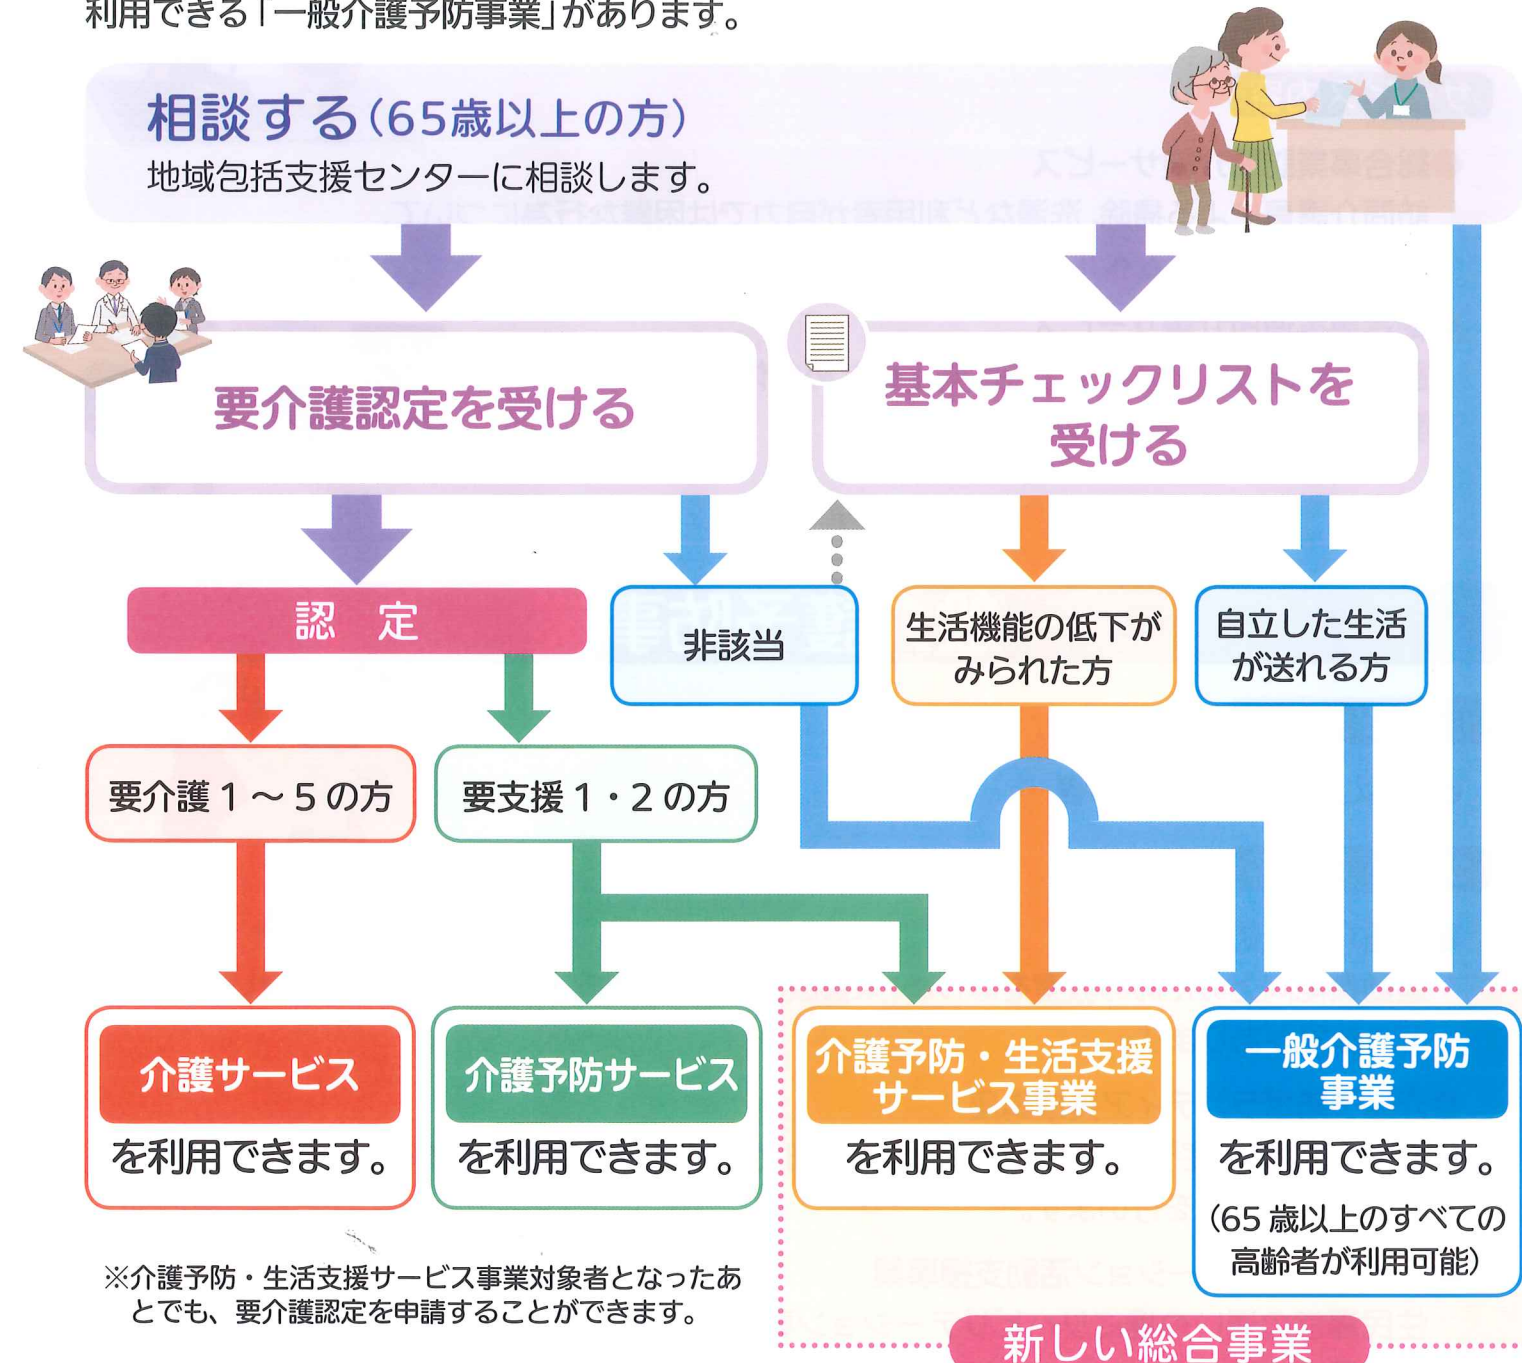 利用できる「一般介護予防事業」があります。
相談する(65歳以上の方)
地域包括支援センターに相談します。
要介護認定を受ける
基本チェックリストを
受ける
認 定
非該当
生活機能の低下が
みられた方
自立した生活
が送れる方
要介護1～5の方
要支援1・2の方
介護サービス
を利用できます。
介護予防サービス
を利用できます。
介護予防・生活支援
サービス事業
を利用できます。
一般介護予防
事業
を利用できます。
(65歳以上のすべての
高齢者が利用可能)
※介護予防・生活支援サービス事業対象者となったあ
とでも、要介護認定を申請することができます。
新しい総合事業